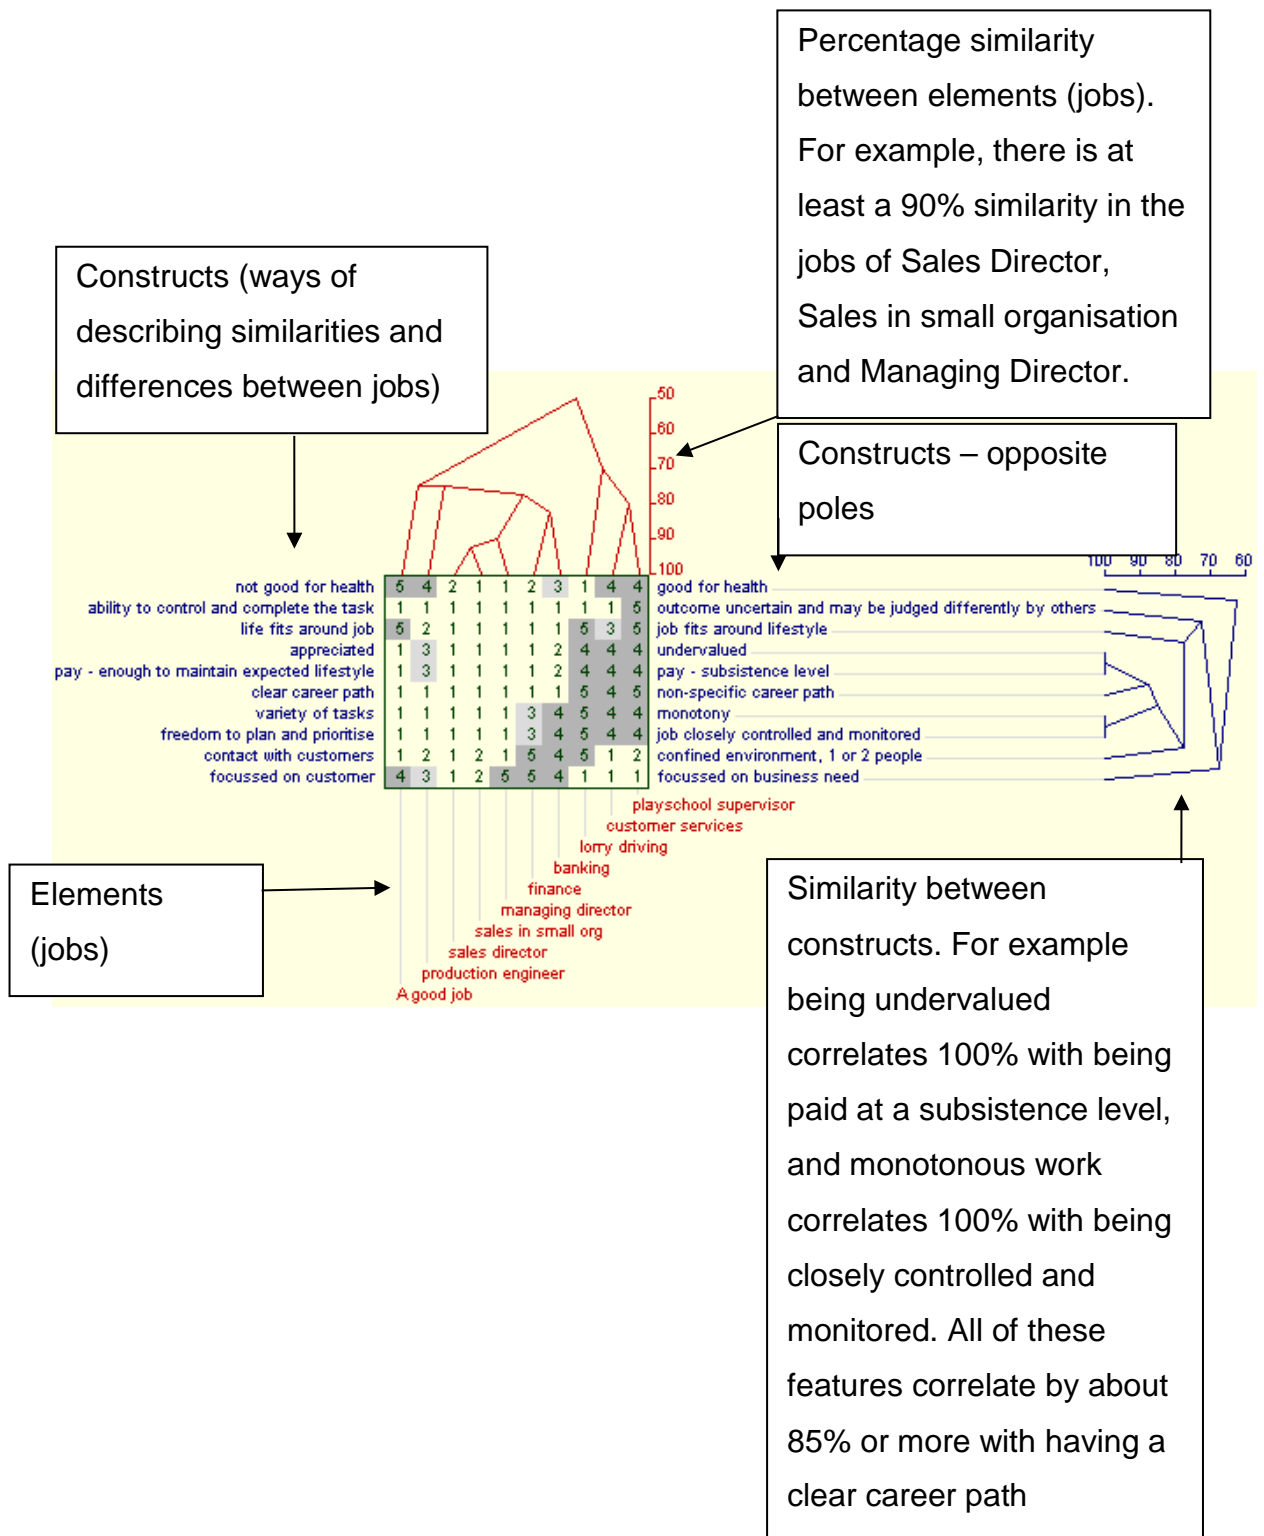 Percentage similarity
between elements (jobs).
For example, there is at
least a 90% similarity in the
jobs of Sales Director,
Sales in small organisation
and Managing Director.
Constructs (ways of
describing similarities and
differences between jobs)
Constructs – opposite
poles
50
60
70
80
90
100
100 90 80 70 60
not good for health 5 4 2 1 1 2 3 1 4 4 good for health
ability to control and complete the task 1 1 1 1 1 1 1 1 1 5 outcome uncertain and may be judged differently by others
life fits around job 5 2 1 1 1 1 1 5 3 5 job fits around lifestyle
appreciated 1 3 1 1 1 1 2 4 4 4 undervalued
pay - enough to maintain expected lifestyle 1 3 1 1 1 1 2 4 4 4 pay - subsistence level
clear career path 1 1 1 1 1 1 1 5 4 5 non-specific career path
variety of tasks 1 1 1 1 1 3 4 5 4 4 monotony
freedom to plan and prioritise 1 1 1 1 1 3 4 5 4 4 job closely controlled and monitored
contact with customers 1 2 1 2 1 5 4 5 1 2 confined environment, 1 or 2 people
focussed on customer 4 3 1 2 5 5 4 1 1 1 focussed on business need
playschool supervisor
customer services
lorry driving
banking
finance
managing director
sales in small org
sales director
production engineer
A good job
Elements
(jobs)
Similarity between
constructs. For example
being undervalued
correlates 100% with being
paid at a subsistence level,
and monotonous work
correlates 100% with being
closely controlled and
monitored. All of these
features correlate by about
85% or more with having a
clear career path